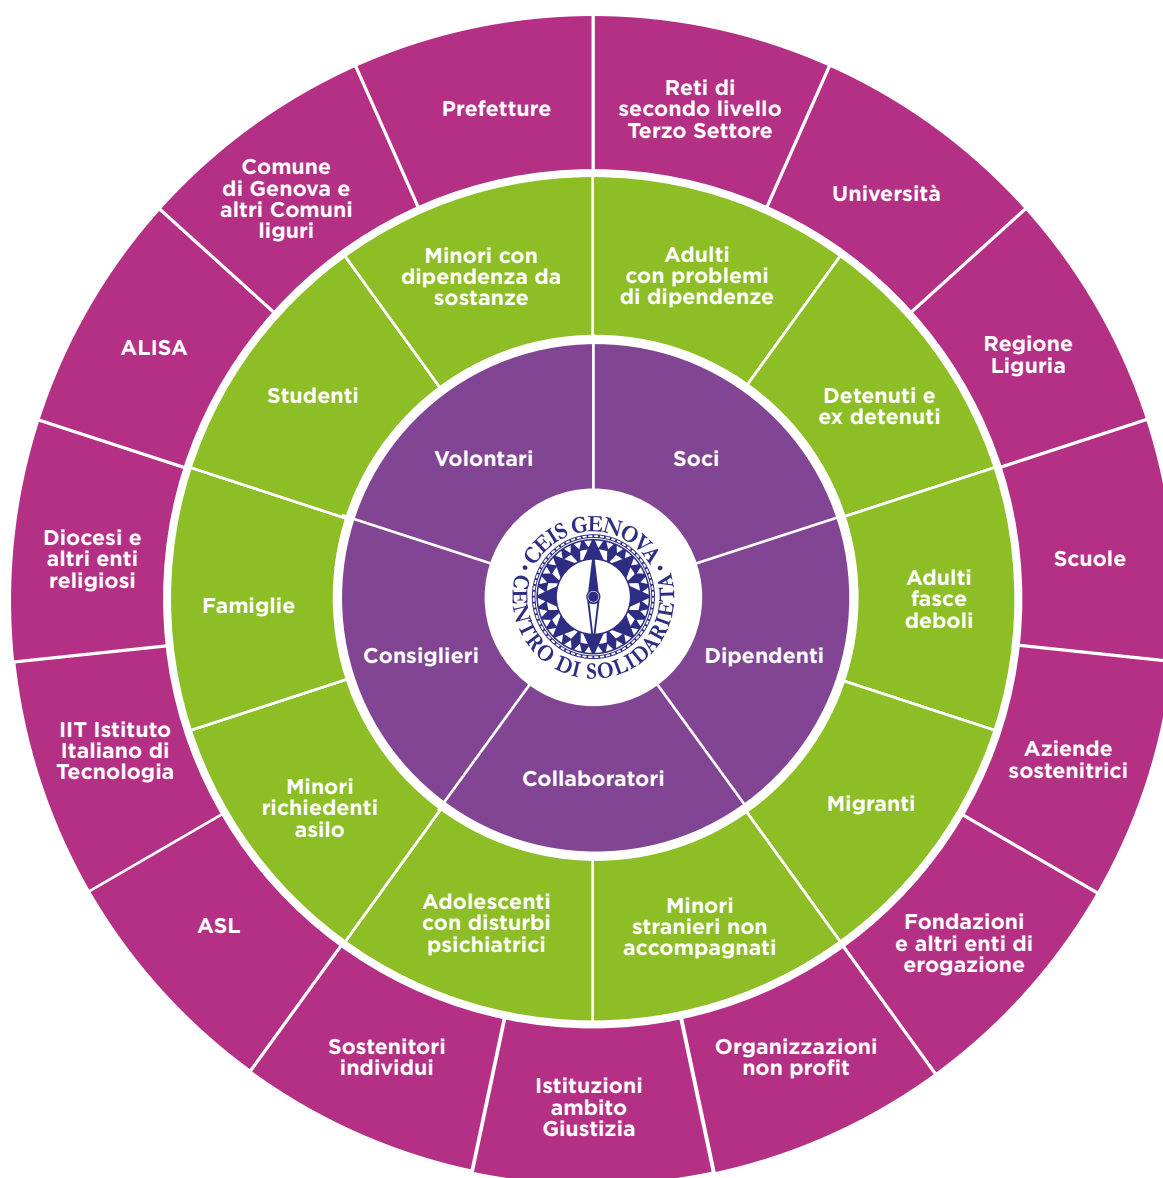 Prefetture
Reti di
secondo livello
Terzo Settore
Università
Regione
Liguria
Scuole
Aziende
sostenitrici
Fondazioni
e altri enti di
erogazione
Organizzazioni
non profit
Istituzioni
ambito
Giustizia
Sostenitori
individui
ASL
IIT Istituto
Italiano di
Tecnologia
Diocesi e
altri enti
religiosi
ALISA
Comune
di Genova e
altri Comuni
liguri
Minori con
dipendenza da
sostanze
Adulti
con problemi
di dipendenze
Detenuti e
ex detenuti
Adulti
fasce
deboli
Migranti
Minori
stranieri non
accompagnati
Adolescenti
con disturbi
psichiatrici
Minori
richiedenti
asilo
Famiglie
Studenti
Volontari
Soci
Dipendenti
Collaboratori
Consiglieri
• CEIS GENOVA •
CENTRO DI SOLIDARIETÀ